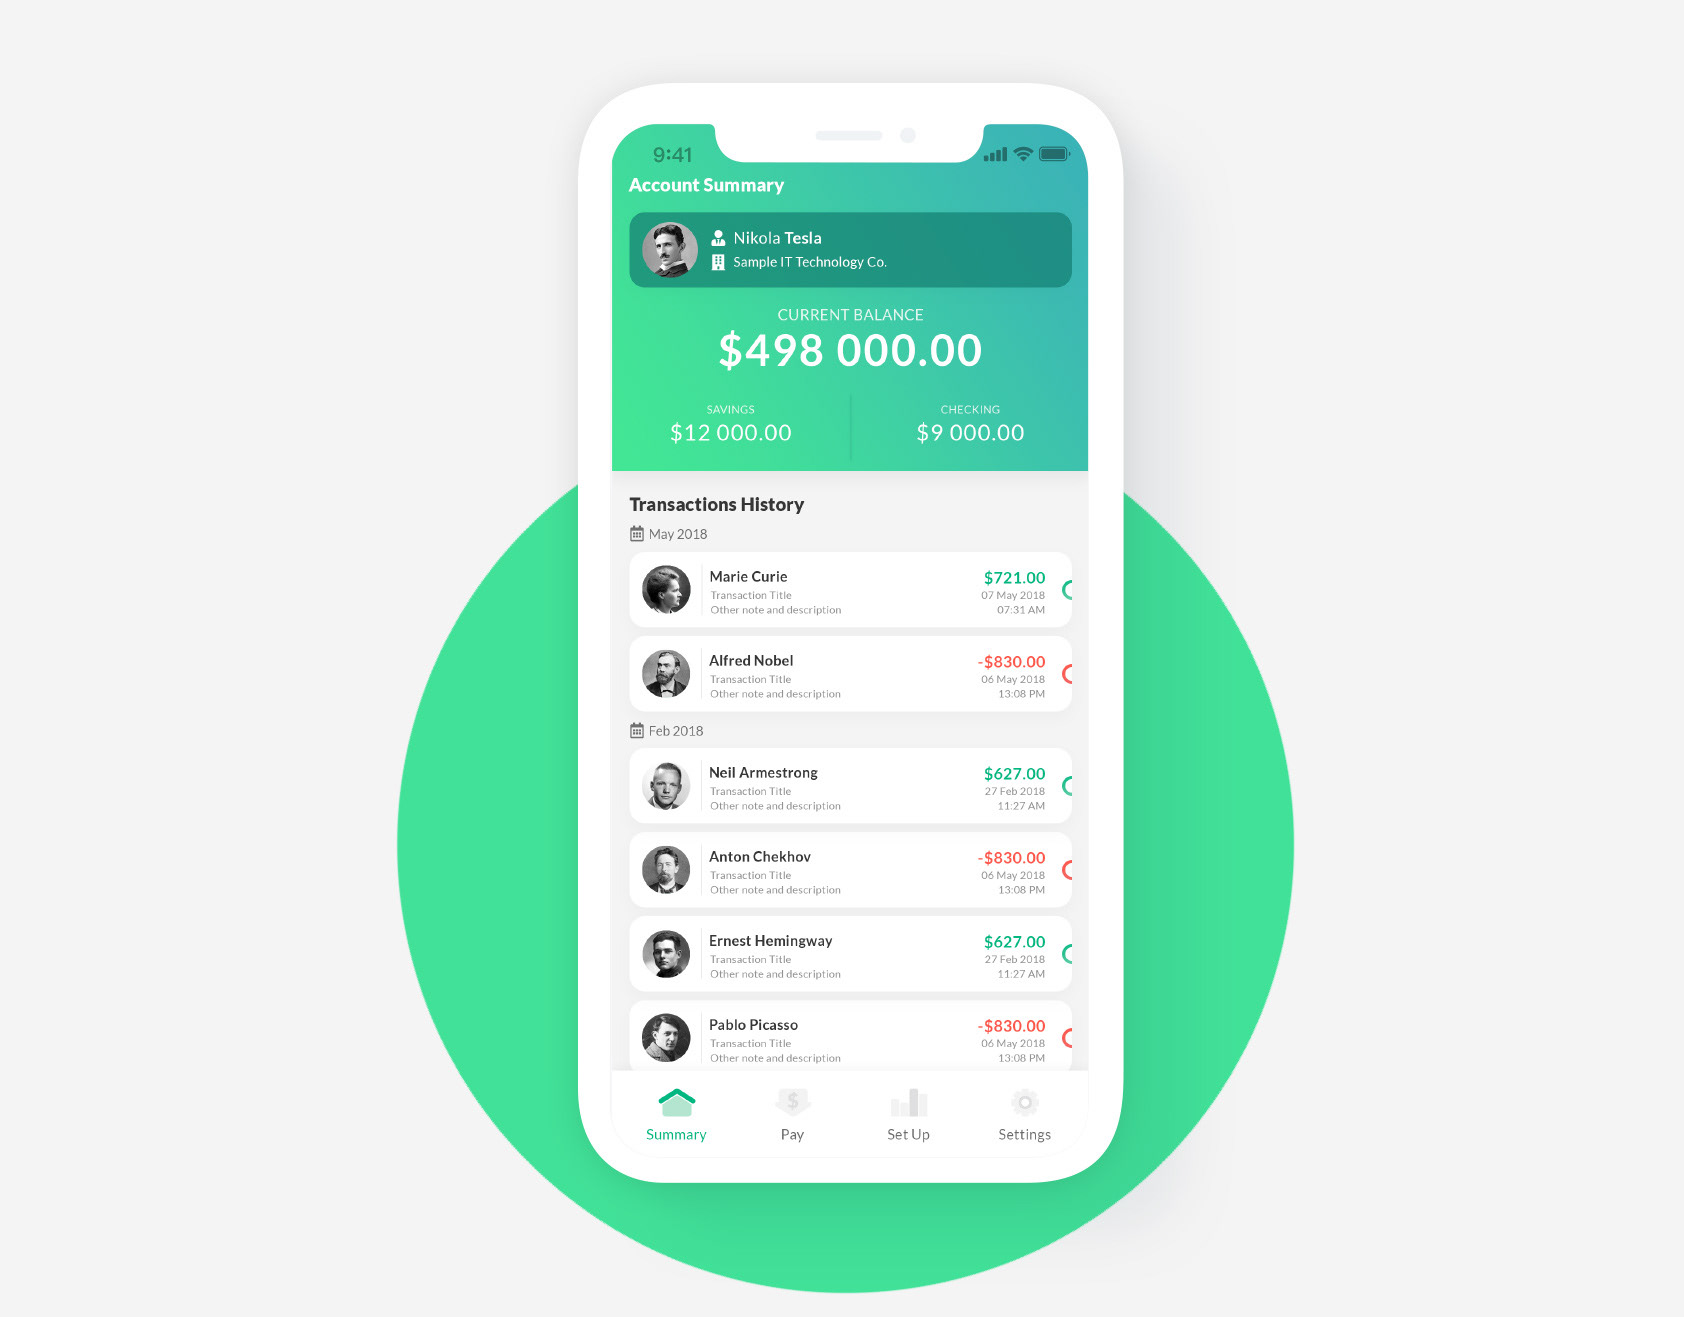 9:41
Account Summary
Nikola Tesla
Sample IT Technology Co.
CURRENT BALANCE
$498 000.00
SAVINGS
$12 000.00
CHECKING
$9 000.00
Transactions History
May 2018
Marie Curie
Transaction Title
Other note and description
$721.00
07 May 2018
07:31 AM
Alfred Nobel
Transaction Title
Other note and description
-$830.00
06 May 2018
13:08 PM
Feb 2018
Neil Armestrong
Transaction Title
Other note and description
$627.00
27 Feb 2018
11:27 AM
Anton Chekhov
Transaction Title
Other note and description
-$830.00
06 May 2018
13:08 PM
Ernest Hemingway
Transaction Title
Other note and description
$627.00
27 Feb 2018
11:27 AM
Pablo Picasso
Transaction Title
Other note and description
-$830.00
06 May 2018
13:08 PM
$
Summary
Pay
Set Up
Settings